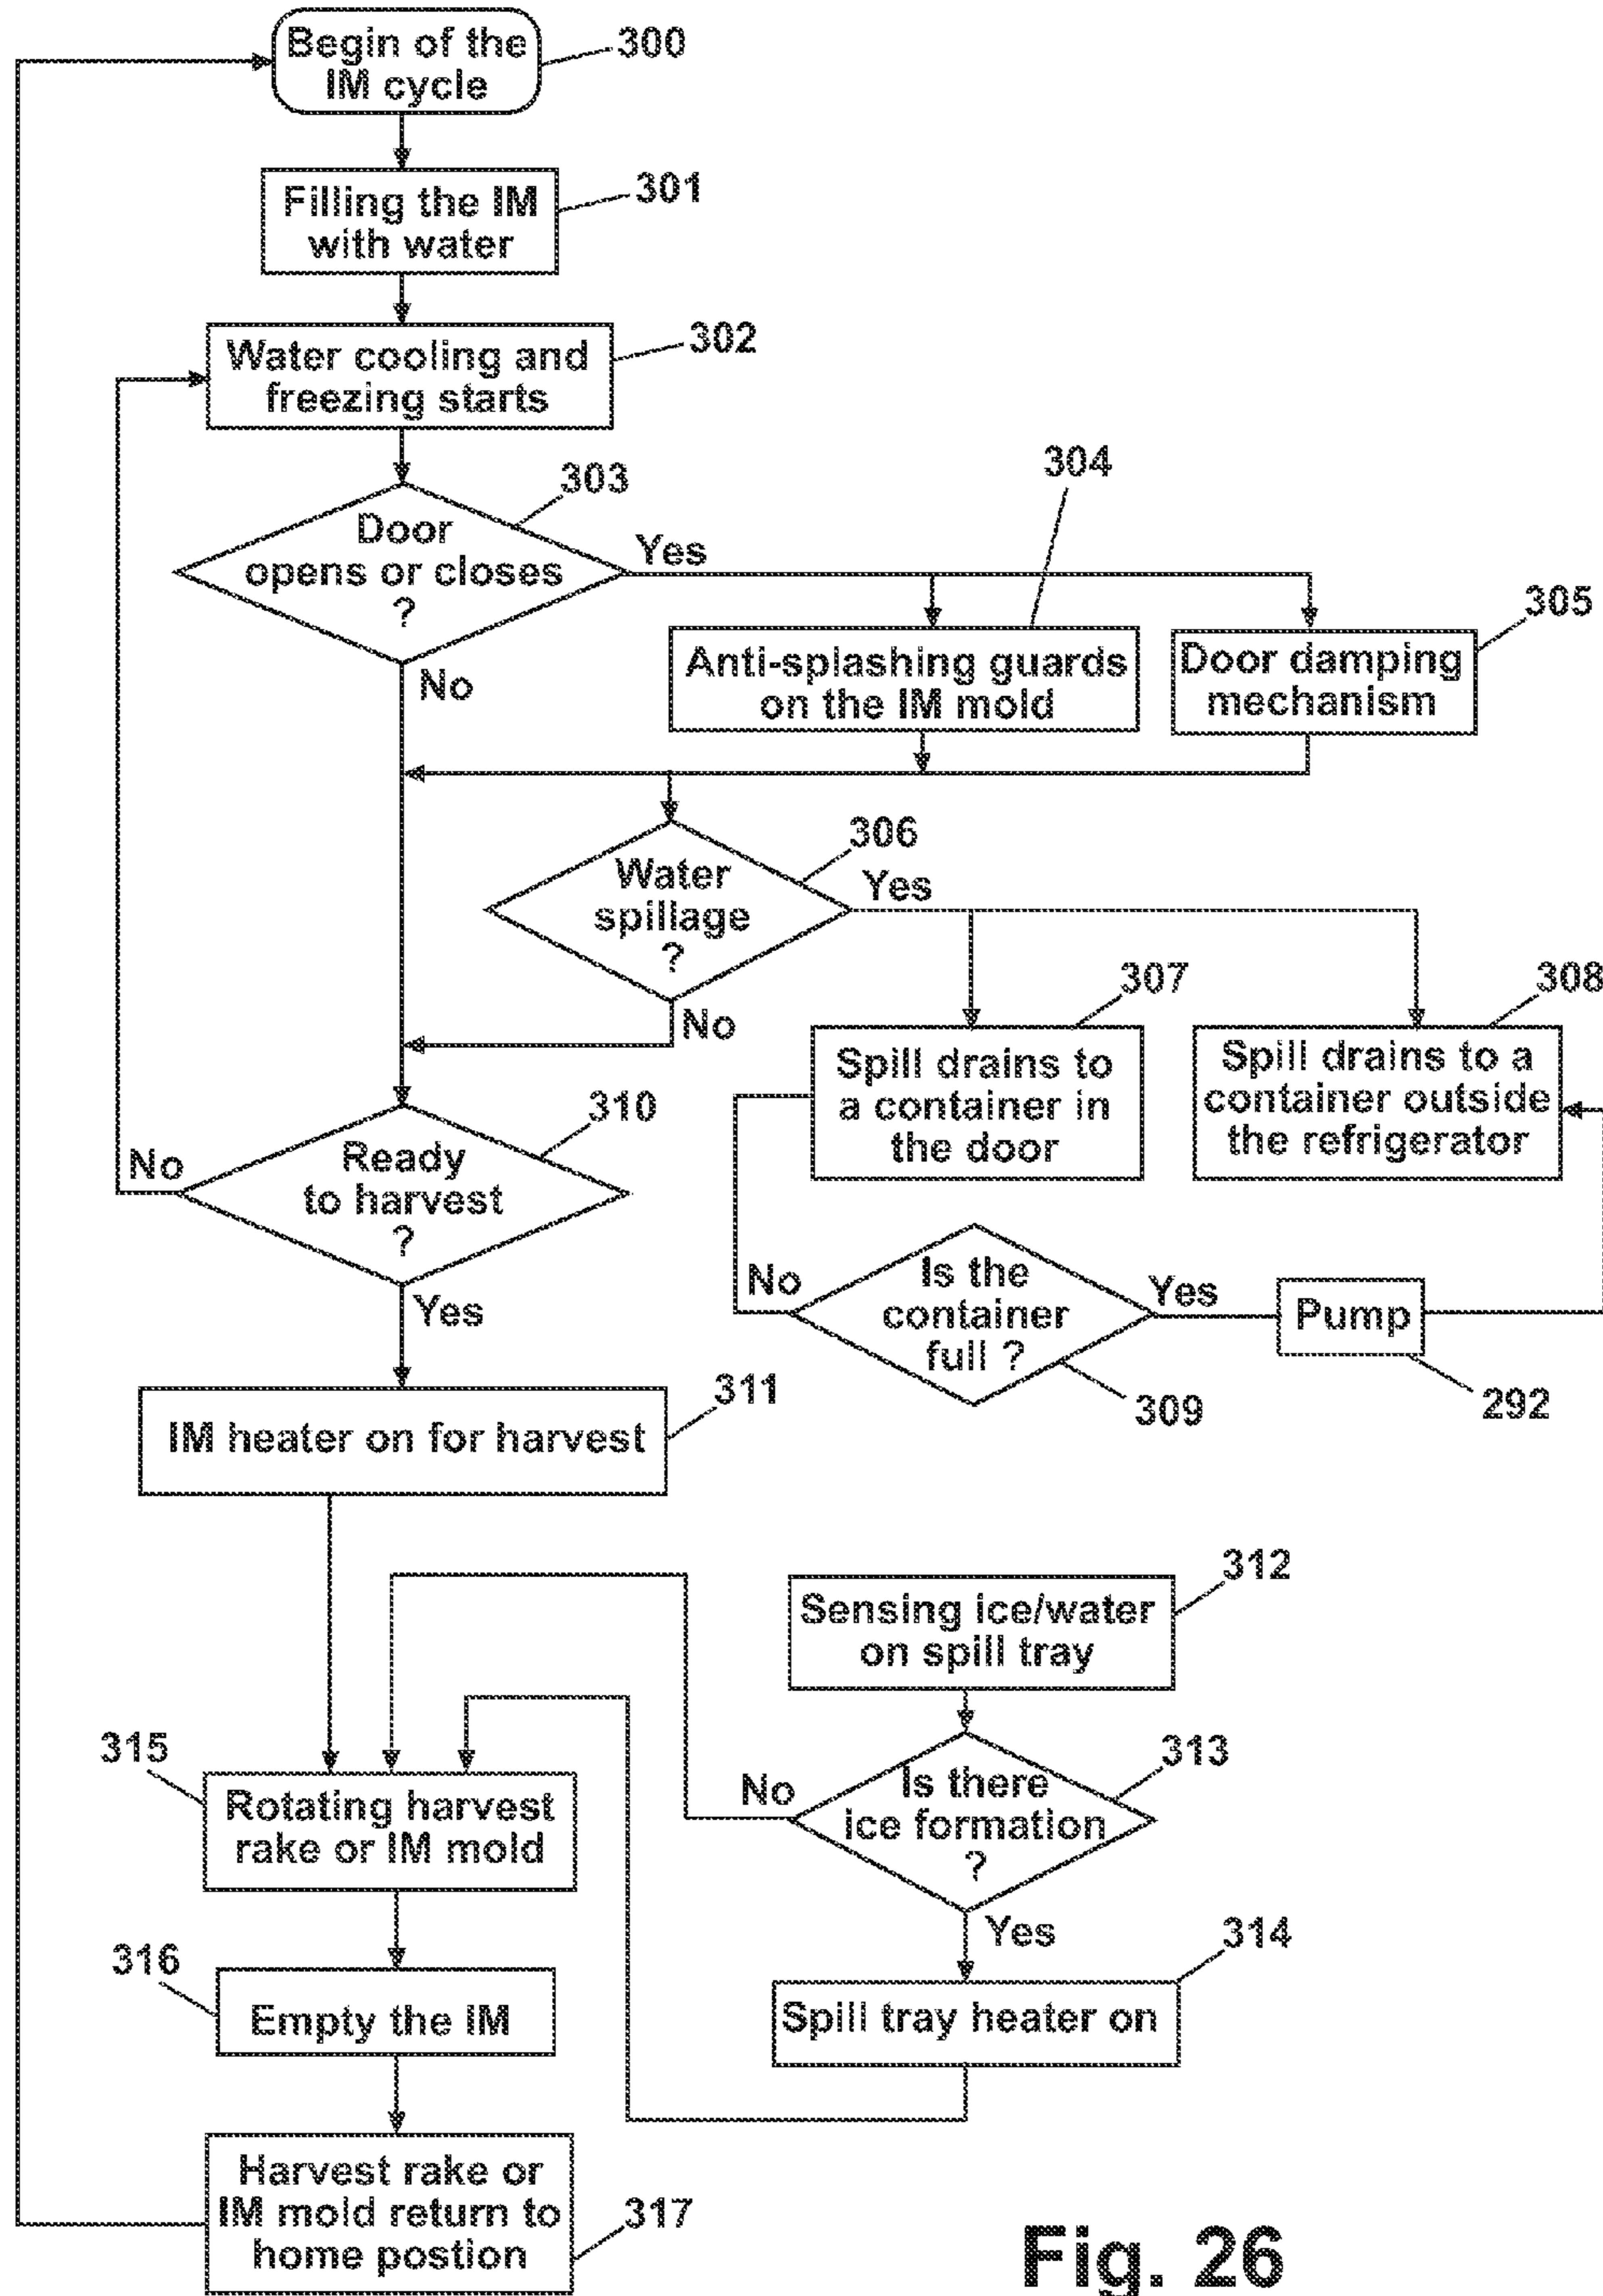 Begin of the
IM cycle
300
Filling the IM
with water
301
Water cooling and
freezing starts
302
303
Door
opens or closes
?
Yes
No
304
Anti-splashing guards
on the IM mold
305
Door damping
mechanism
306
Water
spillage
?
Yes
No
307
Spill drains to
a container in
the door
308
Spill drains to a
container outside
the refrigerator
310
Ready
to harvest
?
No
Yes
Is the
container
full ?
No
Yes
309
Pump
292
311
IM heater on for harvest
312
Sensing ice/water
on spill tray
313
Is there
ice formation
?
No
Yes
314
Spill tray heater on
315
Rotating harvest
rake or IM mold
316
Empty the IM
Harvest rake or
IM mold return to
home postion
317
Fig. 26